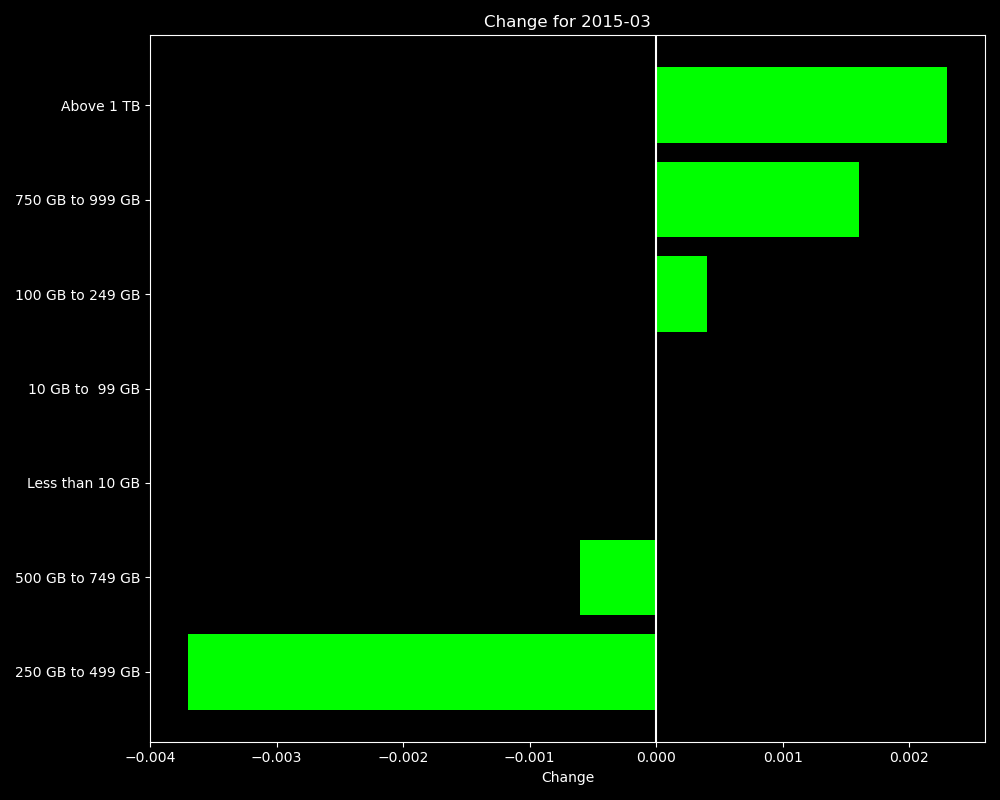 Change for 2015-03
Above 1 TB
750 GB to 999 GB
100 GB to 249 GB
10 GB to  99 GB
Less than 10 GB
500 GB to 749 GB
250 GB to 499 GB
−0.004 −0.003 −0.002 −0.001 0.000 0.001 0.002
Change